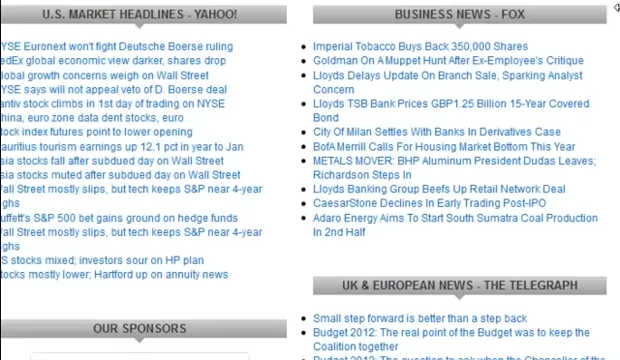 U.S. MARKET HEADLINES - YAHOO!
YSE Euronext won't fight Deutsche Boerse ruling
edEx global economic view darker, shares drop
lobal growth concerns weigh on Wall Street
YSE says will not appeal veto of D. Boerse deal
antiv stock climbs in 1st day of trading on NYSE
hina, euro zone data dent stocks, euro
tock index futures point to lower opening
auritius tourism earnings up 12.1 pct in year to Jan
sia stocks fall after subdued day on Wall Street
sia stocks muted after subdued day on Wall Street
all Street mostly slips, but tech keeps S&P near 4-year
ghs
uffett's S&P 500 bet gains ground on hedge funds
all Street mostly slips, but tech keeps S&P near 4-year
ghs
S stocks mixed; investors sour on HP plan
tocks mostly lower; Hartford up on annuity news
OUR SPONSORS
BUSINESS NEWS - FOX
Imperial Tobacco Buys Back 350,000 Shares
Goldman On A Muppet Hunt After Ex-Employee's Critique
Lloyds Delays Update On Branch Sale, Sparking Analyst
Concern
Lloyds TSB Bank Prices GBP1.25 Billion 15-Year Covered
Bond
City Of Milan Settles With Banks In Derivatives Case
BofA Merrill Calls For Housing Market Bottom This Year
METALS MOVER: BHP Aluminum President Dudas Leaves;
Richardson Steps In
Lloyds Banking Group Beefs Up Retail Network Deal
CaesarStone Declines In Early Trading Post-IPO
Adaro Energy Aims To Start South Sumatra Coal Production
In 2nd Half
UK & EUROPEAN NEWS - THE TELEGRAPH
Small step forward is better than a step back
Budget 2012: The real point of the Budget was to keep the
Coalition together
Budget 2012: The question to ask when the Chancellor of the